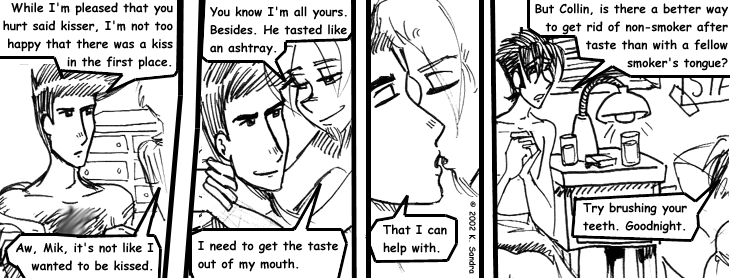 While I'm pleased that you
hurt said kisser, I'm not too
happy that there was a kiss
in the first place.
Aw, Mik, it's not like I
wanted to be kissed.
You know I'm all yours.
Besides. He tasted like
an ashtray.
I need to get the taste
out of my mouth.
That I can
help with.
© 2002 K. Sandra
But Collin, is there a better way
to get rid of non-smoker after
taste than with a fellow
smoker's tongue?
Try brushing your
teeth. Goodnight.